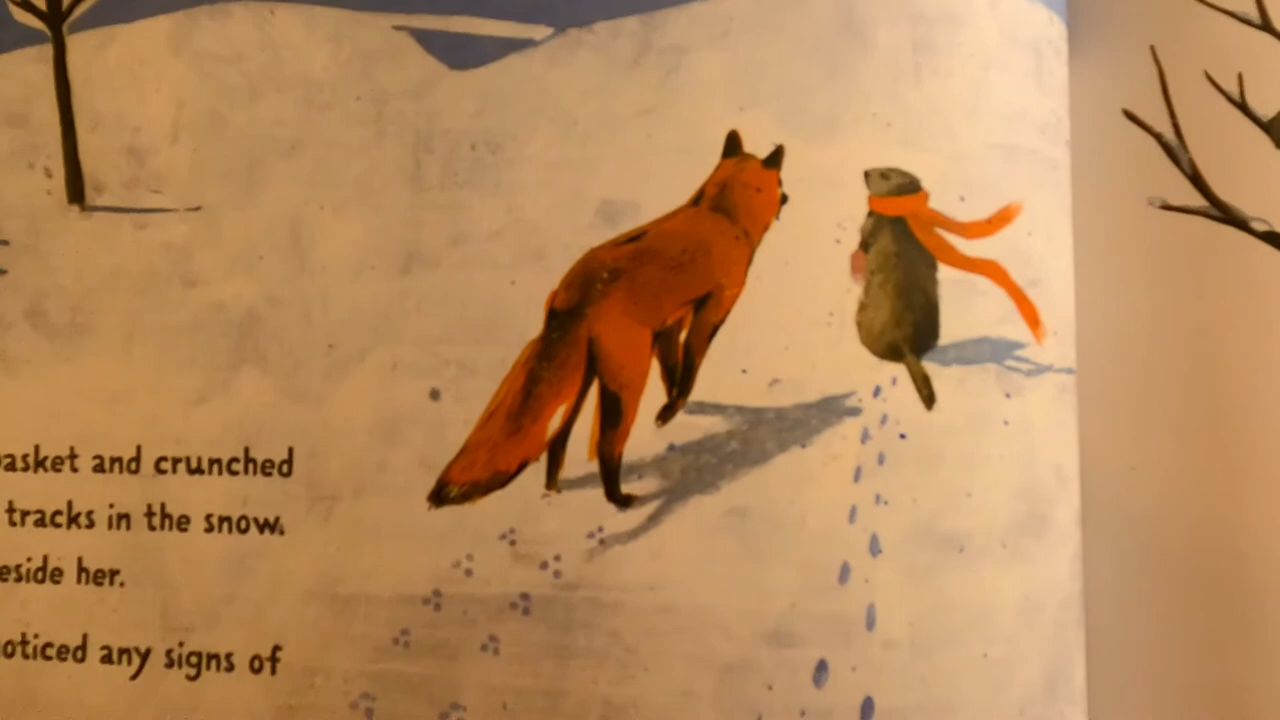 asket and crunched
tracks in the snow.
eside her.
oticed any signs of